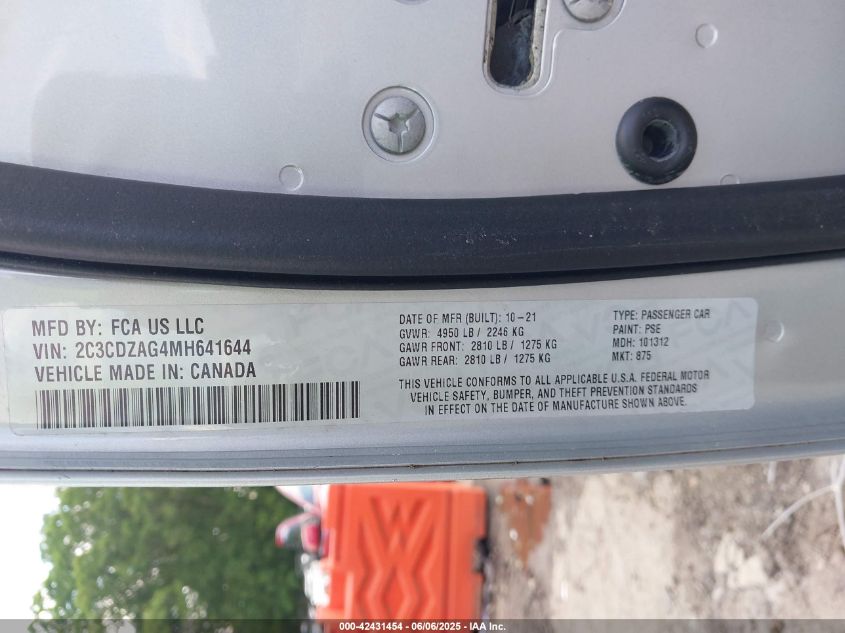 MFD BY: FCA US LLC
VIN: 2C3CDZAG4MH641644
VEHICLE MADE IN: CANADA
DATE OF MFR (BUILT): 10-21
GVWR: 4950 LB / 2246 KG
GAWR FRONT: 2810 LB / 1275 KG
GAWR REAR: 2810 LB / 1275 KG
TYPE: PASSENGER CAR
PAINT: PSE
MDH: 101312
MKT: 875
THIS VEHICLE CONFORMS TO ALL APPLICABLE U.S.A. FEDERAL MOTOR
VEHICLE SAFETY, BUMPER, AND THEFT PREVENTION STANDARDS
IN EFFECT ON THE DATE OF MANUFACTURE SHOWN ABOVE.
000-42431454 - 06/06/2025 - IAA Inc.